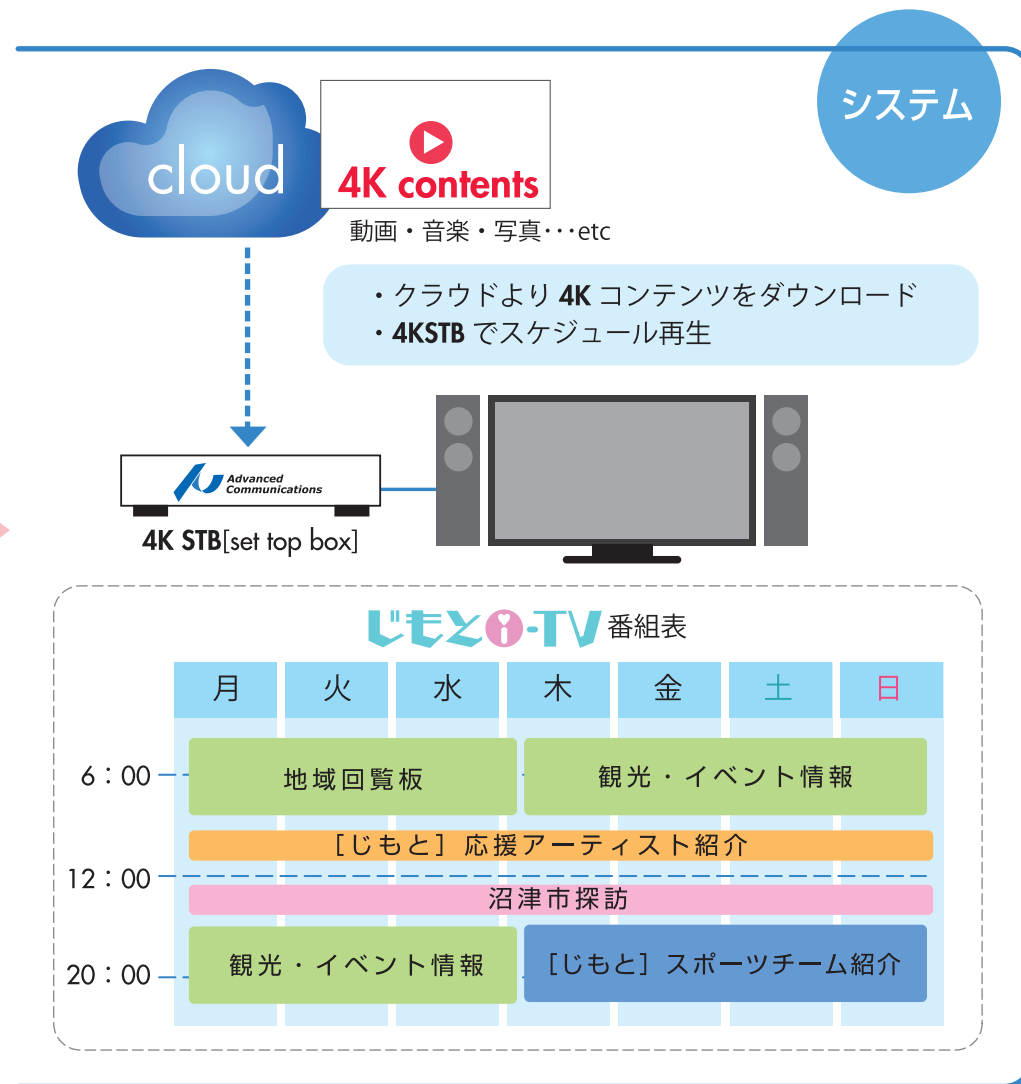 システム
cloud
4K contents
動画・音楽・写真･･･etc
・クラウドより 4K コンテンツをダウンロード
・4KSTB でスケジュール再生
Advanced
Communications
4K STB[set top box]
じもとi-TV 番組表
月 火 水 木 金 土 日
6：00 地域回覧板 観光・イベント情報
［じもと］応援アーティスト紹介
12：00
沼津市探訪
20：00 観光・イベント情報 ［じもと］スポーツチーム紹介